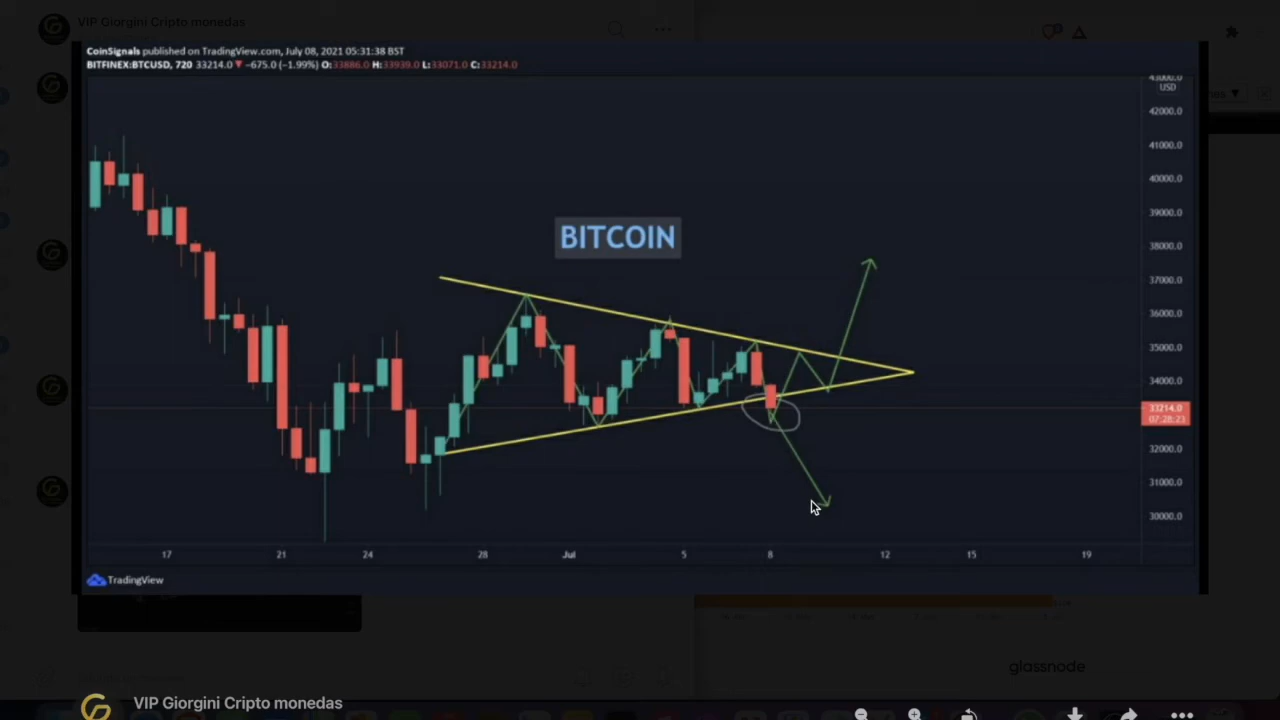 VIP Giorgini Cripto monedas
CoinSignals published on TradingView.com, July 08, 2021 05:31:38 BST
BITFINEX:BTCUSD, 720 33214.0▼ −675.0 (−1.99%) O:33886.0 H:33939.0 L:33071.0 C:33214.0
43000.0
USD
42000.0
41000.0
40000.0
39000.0
38000.0
37000.0
36000.0
35000.0
34000.0
33214.0
07:28:23
32000.0
31000.0
30000.0
BITCOIN
17 21 24 28 Jul 5 8 12 15 19
TradingView
glassnode
VIP Giorgini Cripto monedas